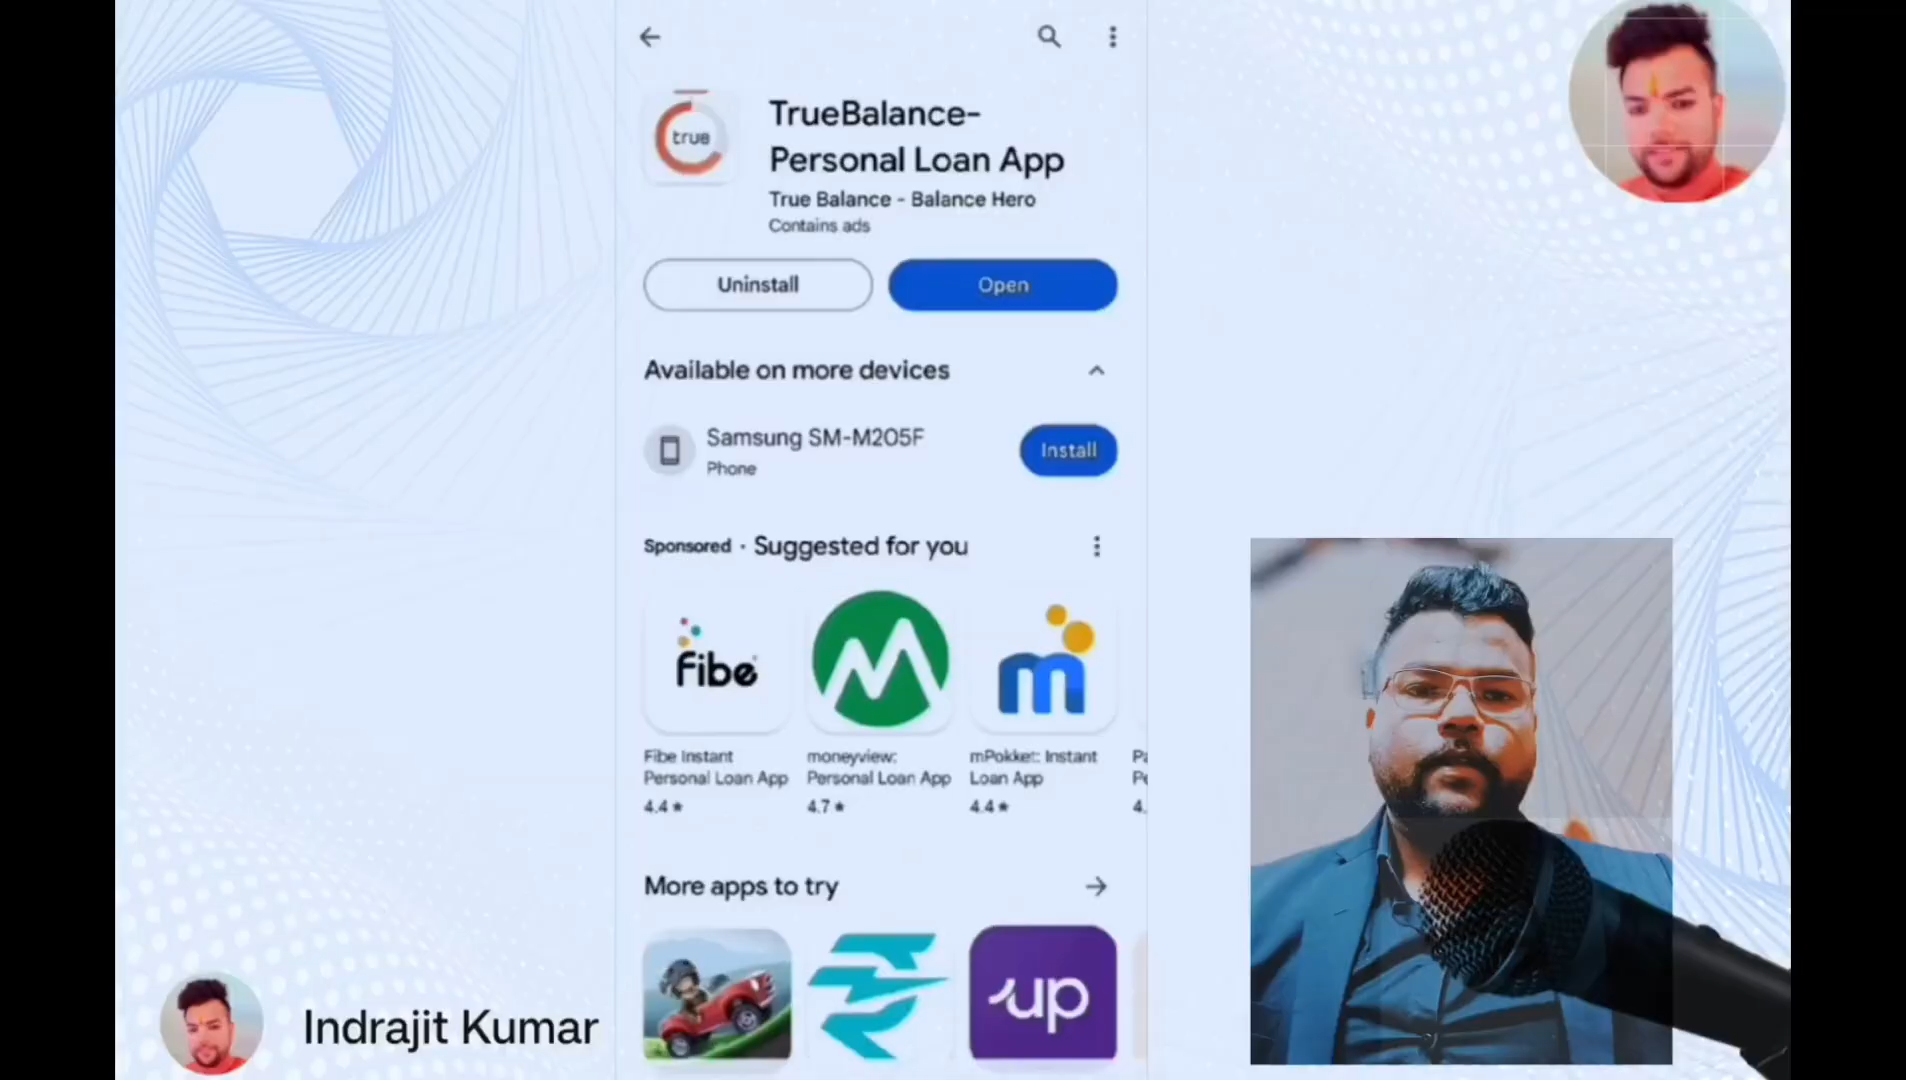 true
TrueBalance-
Personal Loan App
True Balance - Balance Hero
Contains ads
Uninstall
Open
Available on more devices
Samsung SM-M205F
Phone
Install
Sponsored · Suggested for you
fibe
m
Fibe Instant
Personal Loan App
4.4 ★
moneyview:
Personal Loan App
4.7 ★
mPokket: Instant
Loan App
4.4 ★
4.
More apps to try
up
Indrajit Kumar